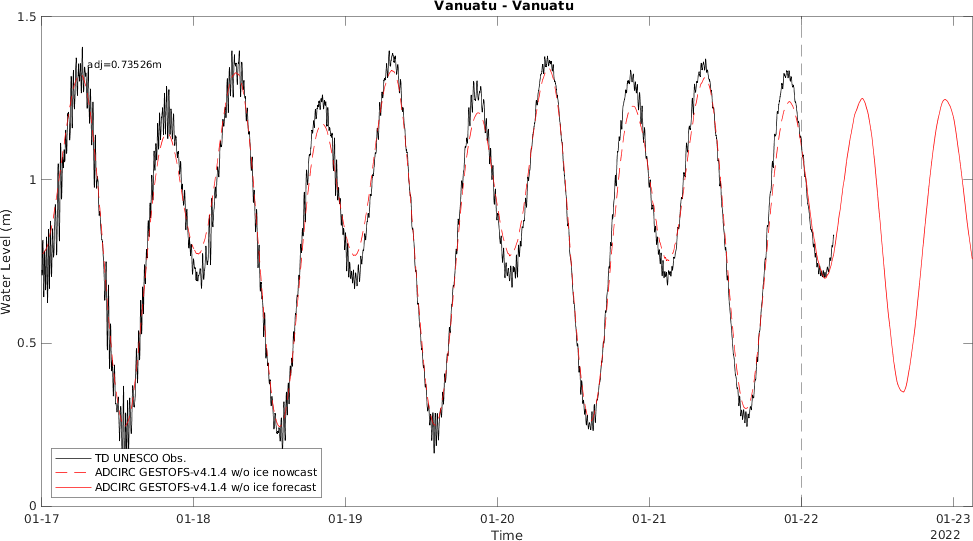 Vanuatu - Vanuatu
1.5
adj=0.73526m
1
Water Level (m)
0.5
TD UNESCO Obs.
ADCIRC GESTOFS-v4.1.4 w/o ice nowcast
ADCIRC GESTOFS-v4.1.4 w/o ice forecast
0
01-17 01-18 01-19 01-20 01-21 01-22 01-23
Time 2022